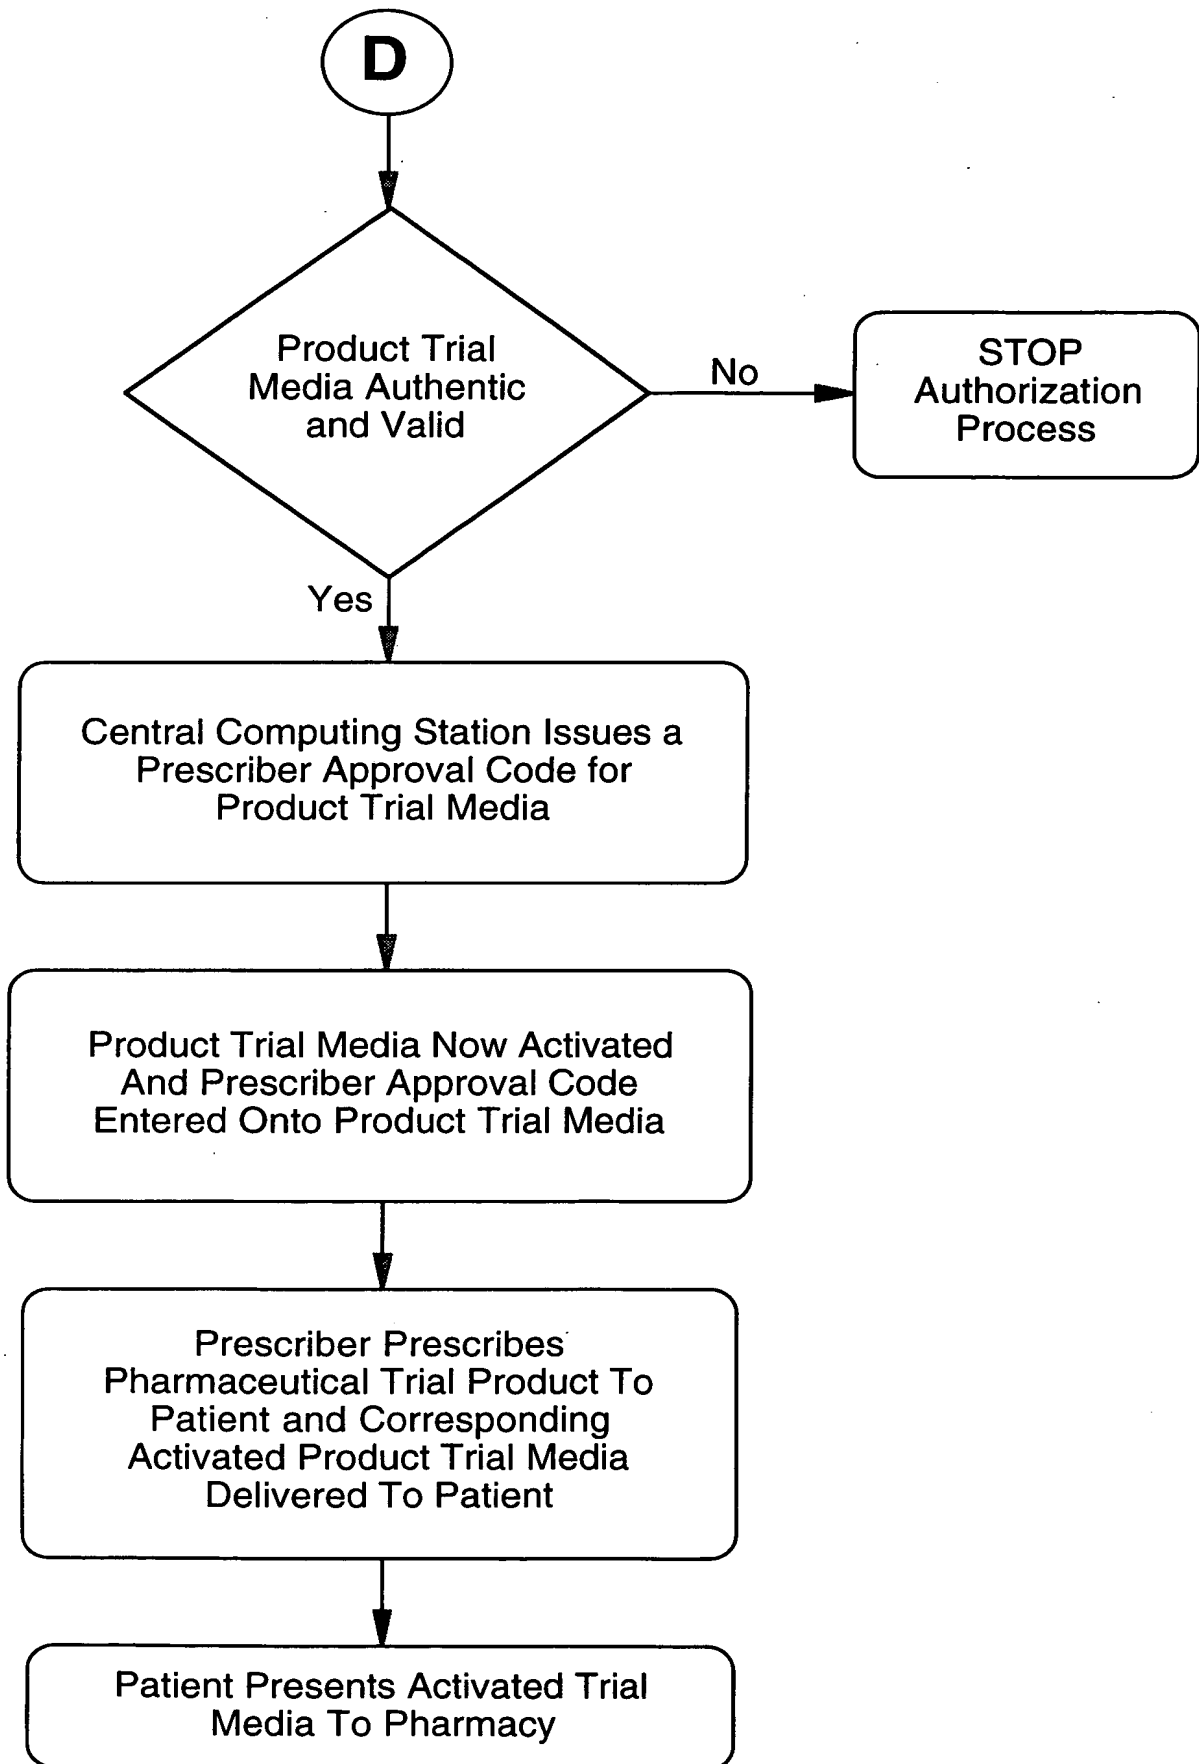 D
Product Trial
Media Authentic
and Valid
No
STOP
Authorization
Process
Yes
Central Computing Station Issues a
Prescriber Approval Code for
Product Trial Media
Product Trial Media Now Activated
And Prescriber Approval Code
Entered Onto Product Trial Media
Prescriber Prescribes
Pharmaceutical Trial Product To
Patient and Corresponding
Activated Product Trial Media
Delivered To Patient
Patient Presents Activated Trial
Media To Pharmacy